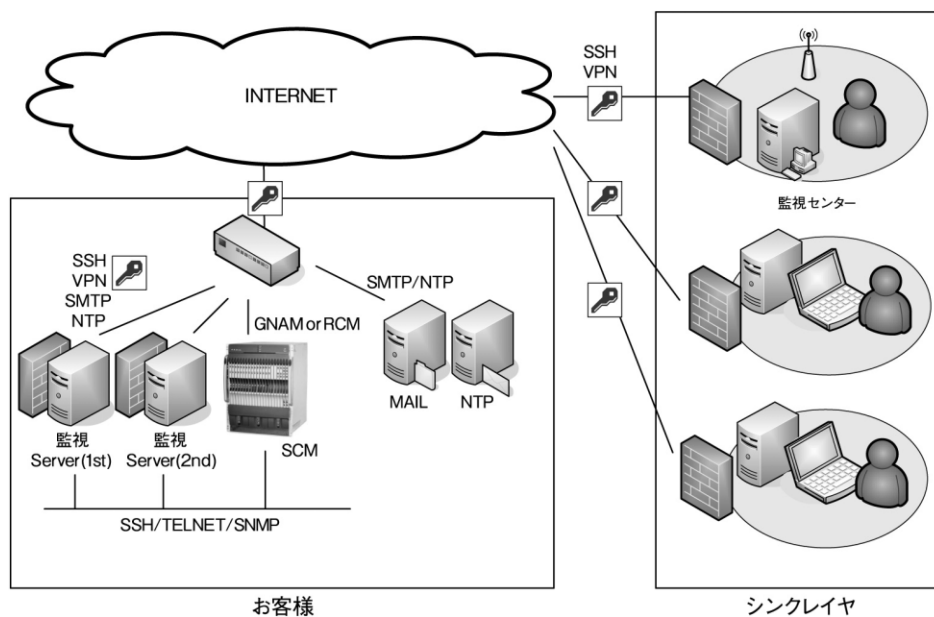 INTERNET
SSH
VPN
監視センター
SSH
VPN
SMTP
NTP
SMTP/NTP
GNAM or RCM
MAIL
NTP
監視
Server(1st)
監視
Server(2nd)
SCM
SSH/TELNET/SNMP
お客様
シンクレイヤ